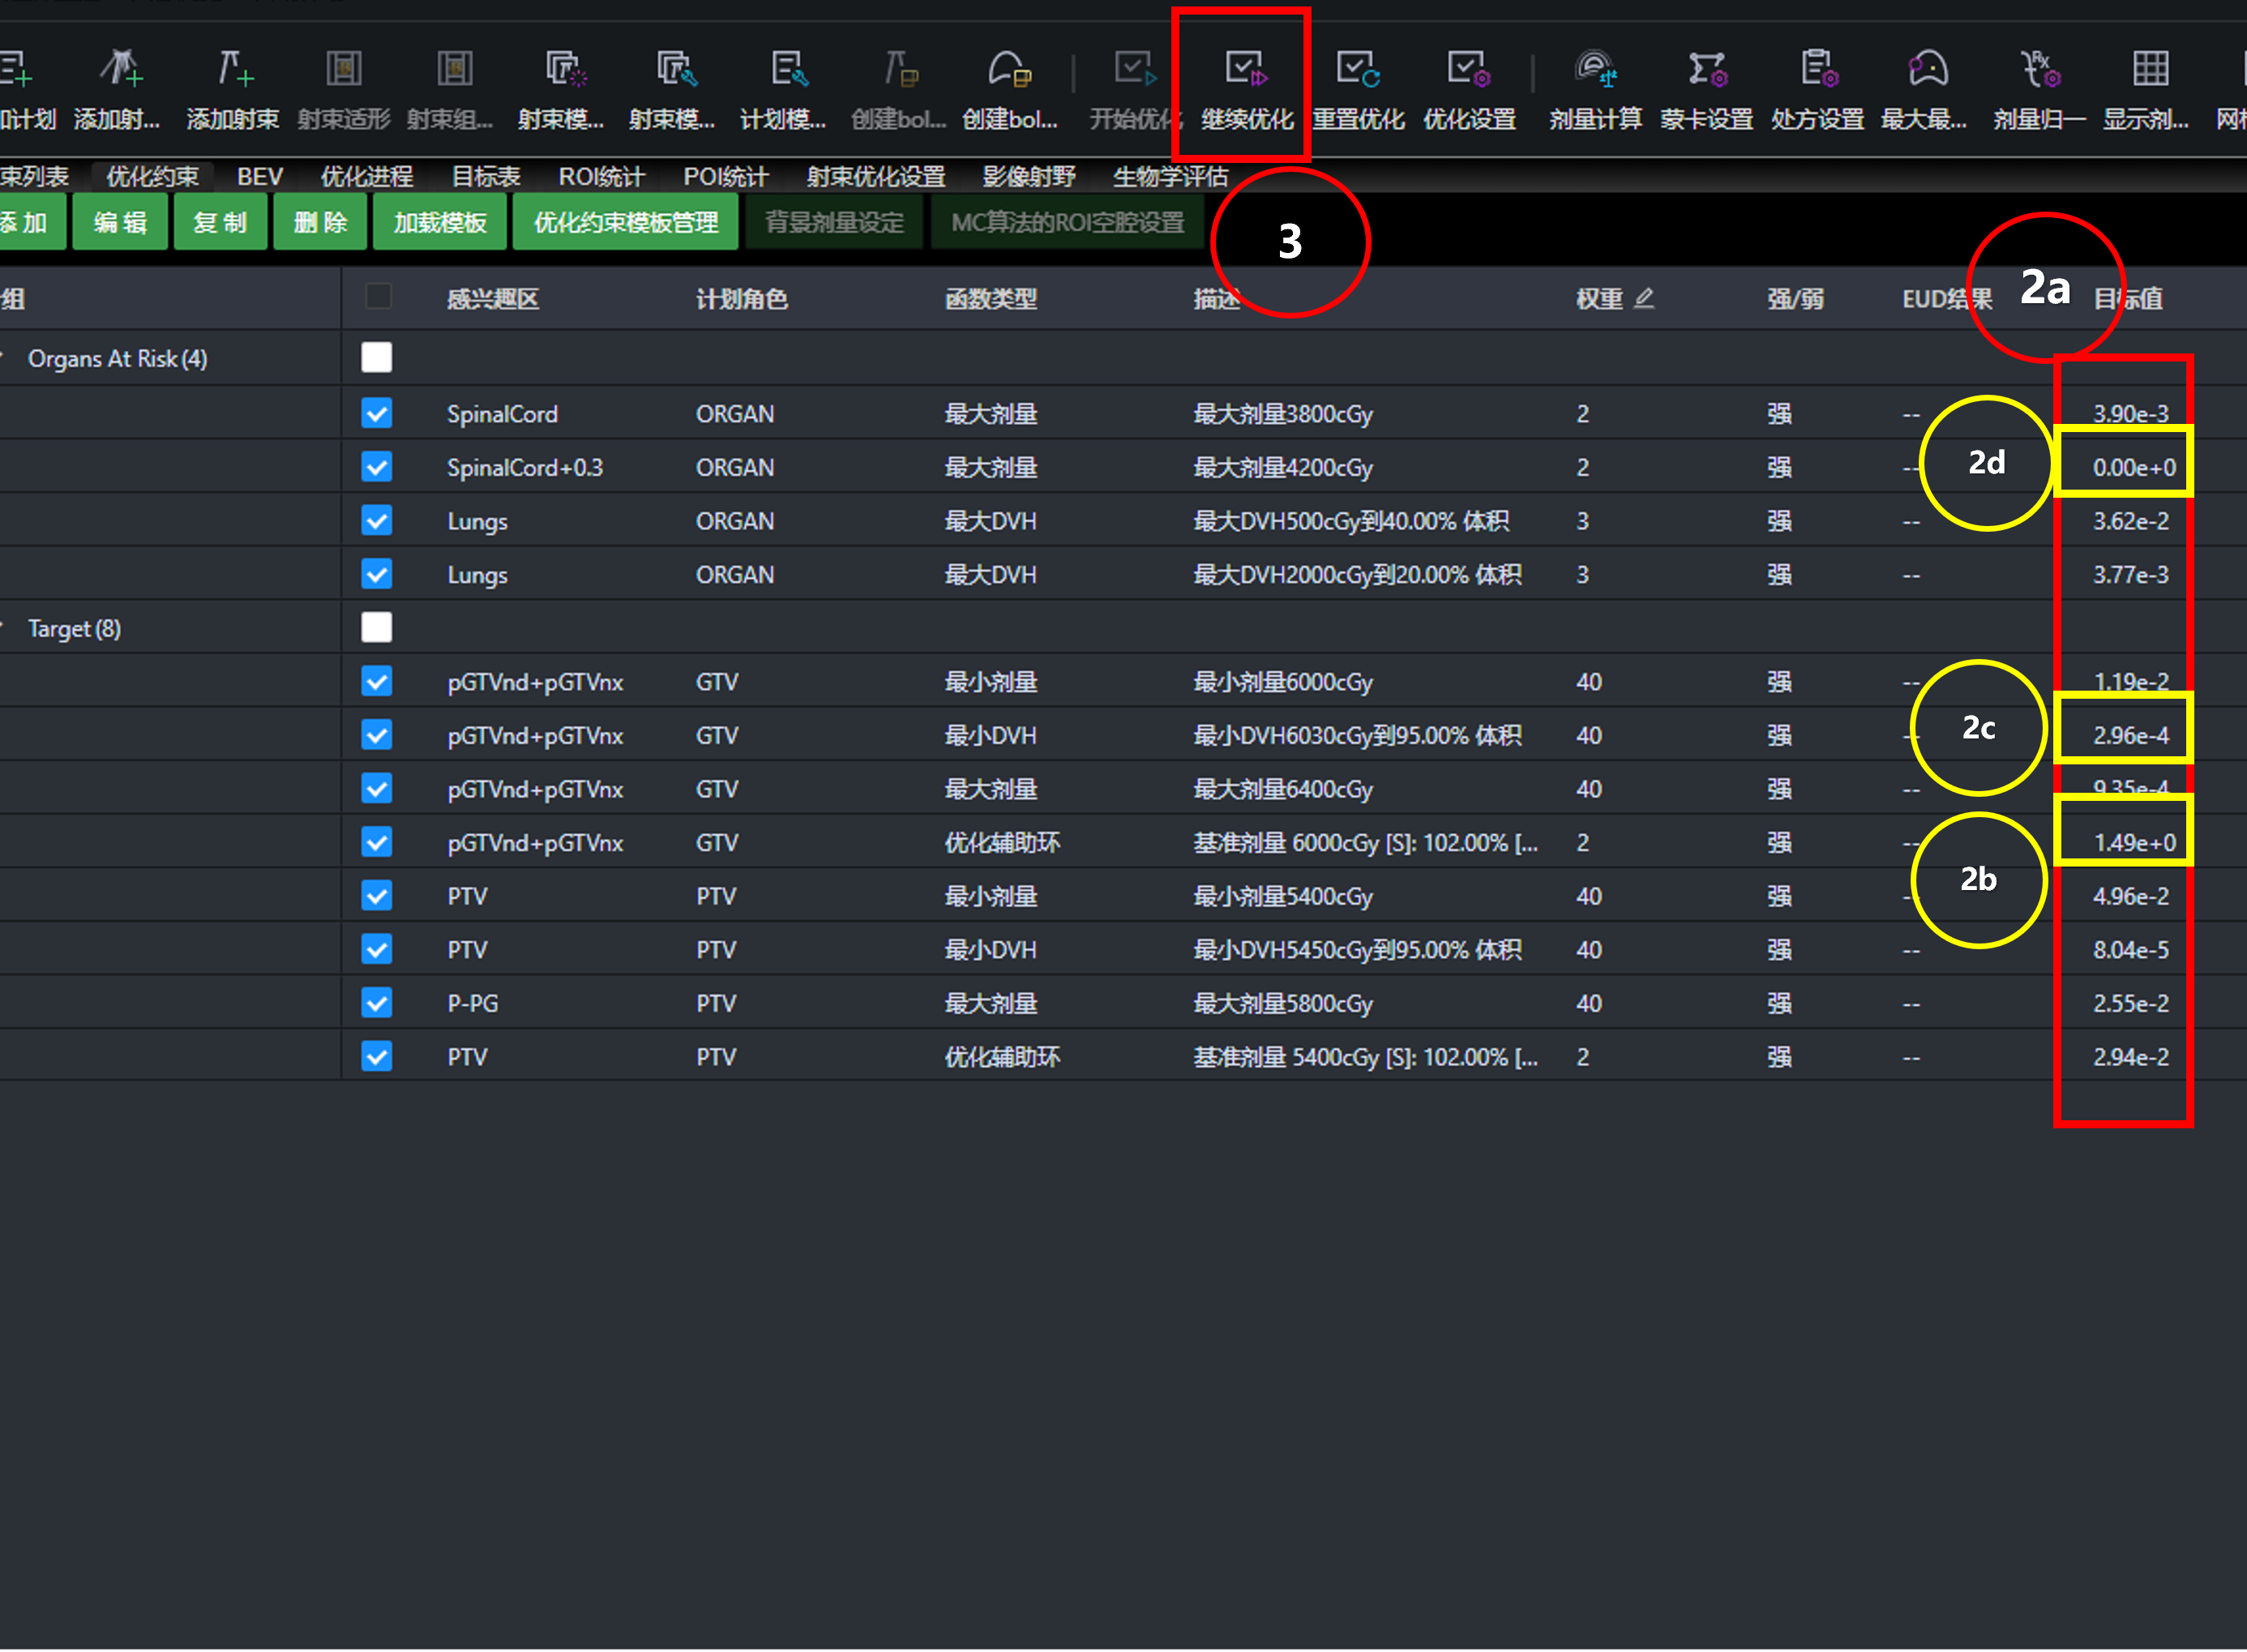 加计划 添加射... 添加射束 射束适形 射束组... 射束模... 射束模... 计划模... 创建bol... 创建bol... 开始优化 继续优化 重置优化 优化设置 剂量计算 蒙卡设置 处方设置 最大最... 剂量归一 显示剂... 网格
束列表 优化约束 BEV 优化进程 目标表 ROI统计 POI统计 射束优化设置 影像射野 生物学评估
添 加 编 辑 复 制 删 除 加载模板 优化约束模板管理 背景剂量设定 MC算法的ROI空腔设置
3
2a
组 感兴趣区 计划角色 函数类型 描述 权重 强/弱 EUD结果 目标值
Organs At Risk (4)
SpinalCord ORGAN 最大剂量 最大剂量3800cGy 2 强 -- 3.90e-3
2d
SpinalCord+0.3 ORGAN 最大剂量 最大剂量4200cGy 2 强 -- 0.00e+0
Lungs ORGAN 最大DVH 最大DVH500cGy到40.00% 体积 3 强 -- 3.62e-2
Lungs ORGAN 最大DVH 最大DVH2000cGy到20.00% 体积 3 强 -- 3.77e-3
Target (8)
pGTVnd+pGTVnx GTV 最小剂量 最小剂量6000cGy 40 强 -- 1.19e-2
2c
pGTVnd+pGTVnx GTV 最小DVH 最小DVH6030cGy到95.00% 体积 40 强 -- 2.96e-4
pGTVnd+pGTVnx GTV 最大剂量 最大剂量6400cGy 40 强 -- 9.35e-4
pGTVnd+pGTVnx GTV 优化辅助环 基准剂量 6000cGy [S]: 102.00% [... 2 强 -- 1.49e+0
2b
PTV PTV 最小剂量 最小剂量5400cGy 40 强 -- 4.96e-2
PTV PTV 最小DVH 最小DVH5450cGy到95.00% 体积 40 强 -- 8.04e-5
P-PG PTV 最大剂量 最大剂量5800cGy 40 强 -- 2.55e-2
PTV PTV 优化辅助环 基准剂量 5400cGy [S]: 102.00% [... 2 强 -- 2.94e-2